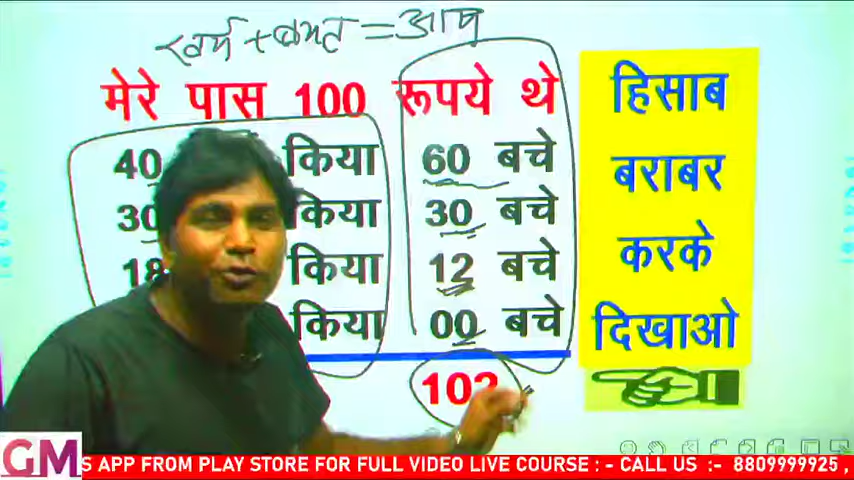 खर्च + बचत = आय
मेरे पास 100 रूपये थे
40 किया 60 बचे
30 किया 30 बचे
18 किया 12 बचे
किया 00 बचे
102
हिसाब
बराबर
करके
दिखाओ
GM
S APP FROM PLAY STORE FOR FULL VIDEO LIVE COURSE : - CALL US :- 8809999925 ,